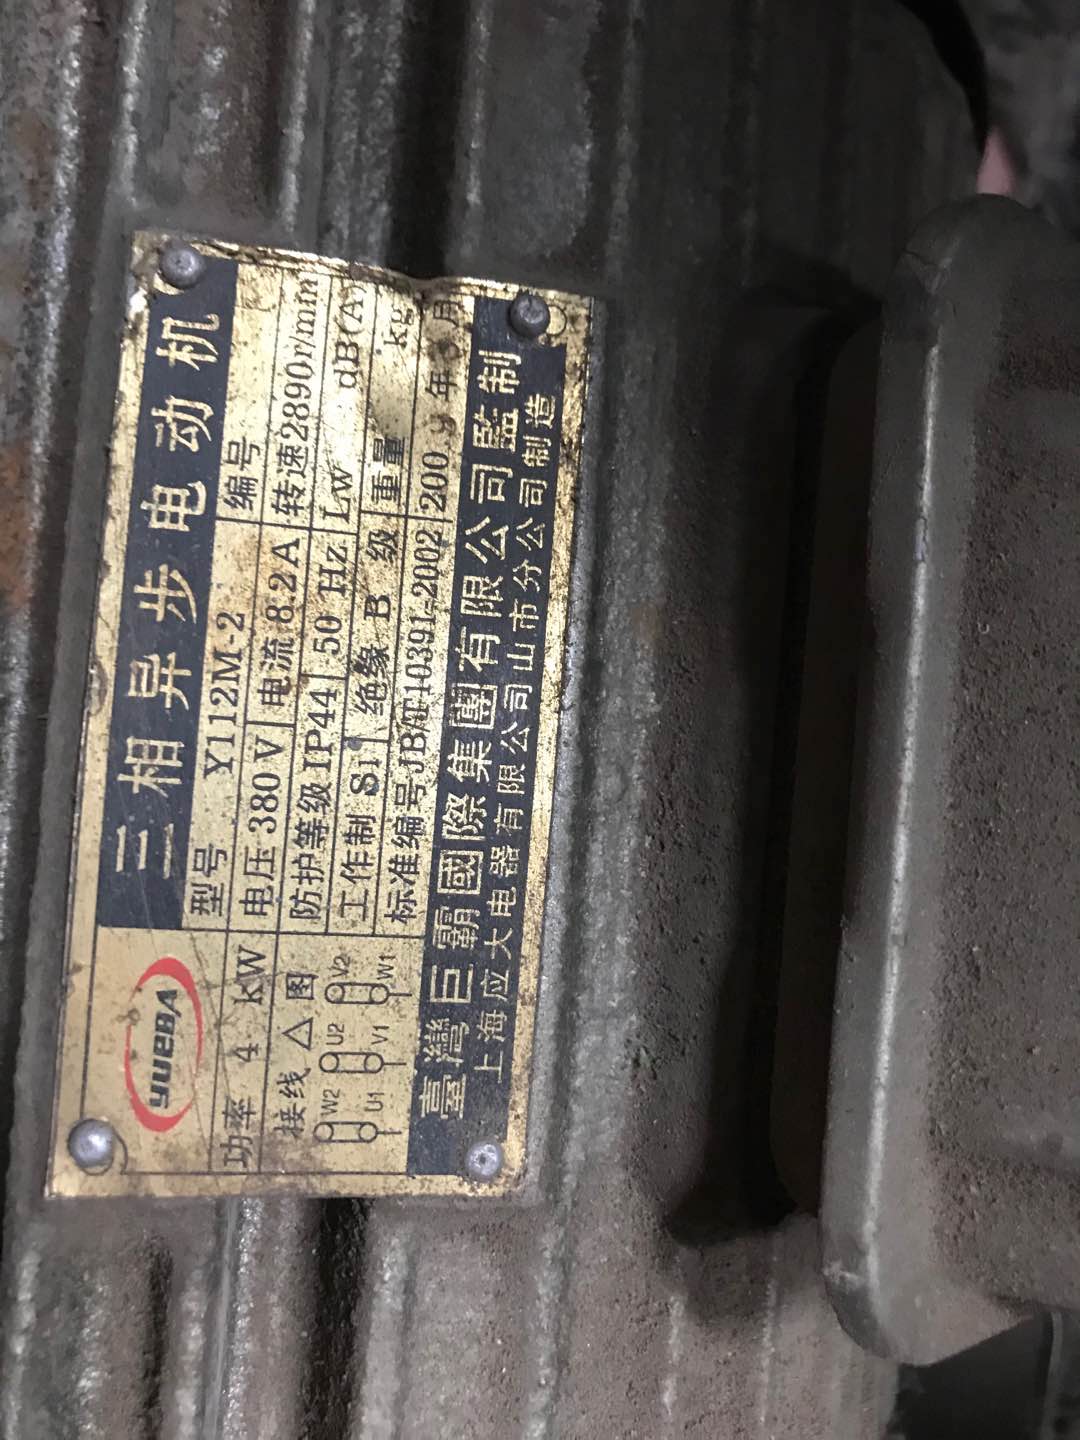 YUEBA
三相异步电动机
型号 Y112M-2 编号
功率 4 kW 电压 380 V 电流 8.2 A 转速 2890r/min
接线 △ 图 防护等级 IP44 50 Hz LW dB(A)
W2 U2 V2 工作制 S1 绝缘 B 级 重量 kg
U1 V1 W1 标准编号 JB/T10391-2002 200 9 年 月
臺灣巨霸國際集團有限公司監制
上海应大电器有限公司山市分公司制造